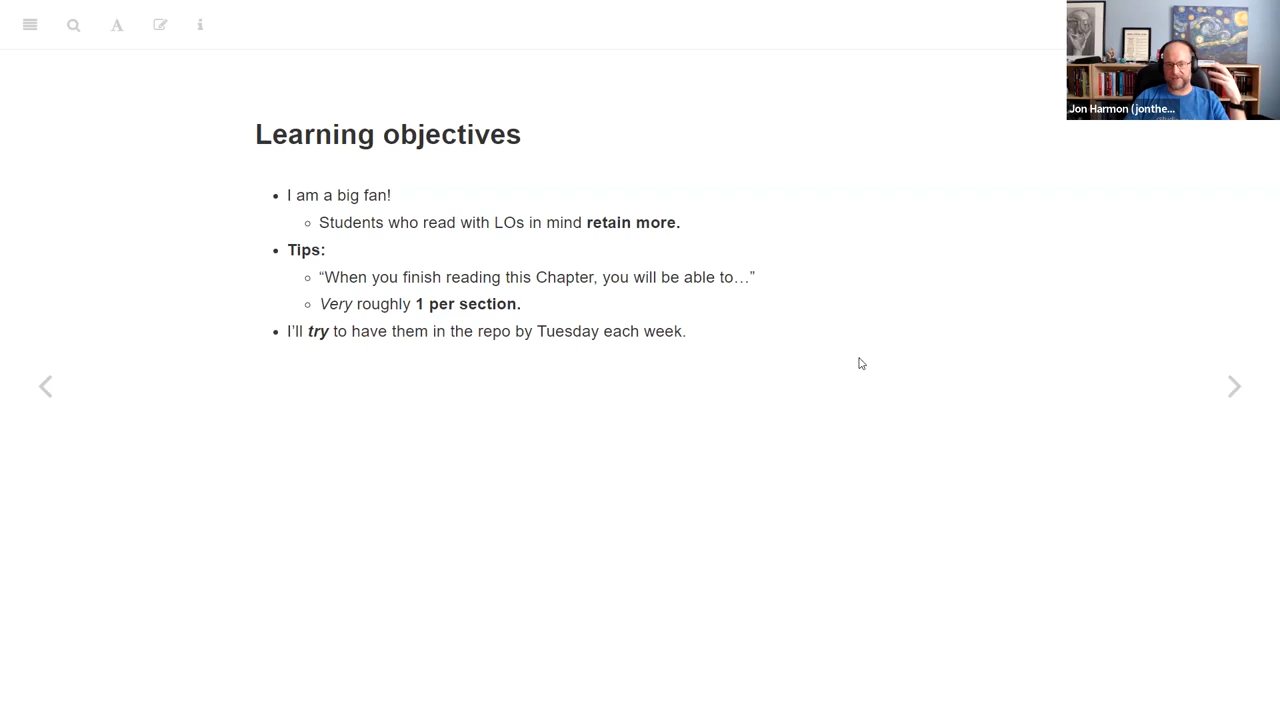 Jon Harmon (jonthe...
Learning objectives
• I am a big fan!
◦ Students who read with LOs in mind retain more.
• Tips:
◦ “When you finish reading this Chapter, you will be able to…”
◦ Very roughly 1 per section.
• I’ll try to have them in the repo by Tuesday each week.